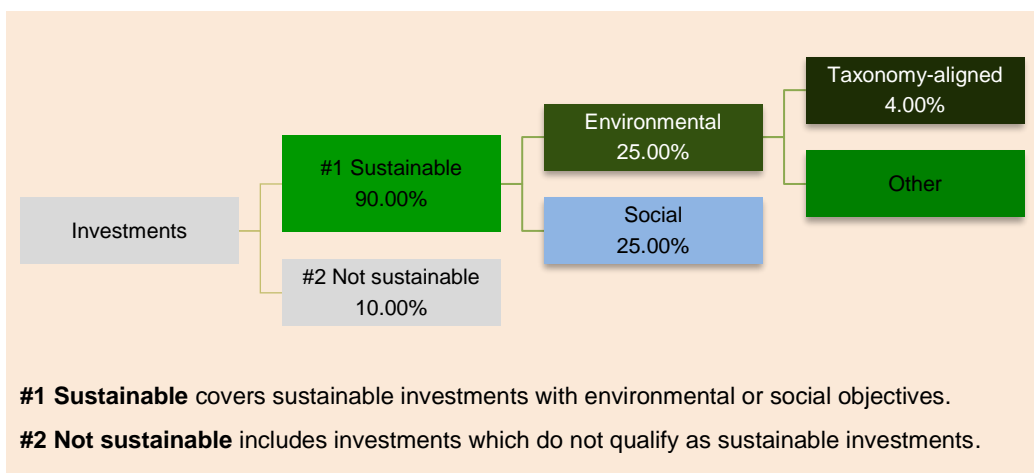 Investments
#1 Sustainable
90.00%
#2 Not sustainable
10.00%
Environmental
25.00%
Social
25.00%
Taxonomy-aligned
4.00%
Other
#1 Sustainable covers sustainable investments with environmental or social objectives.
#2 Not sustainable includes investments which do not qualify as sustainable investments.